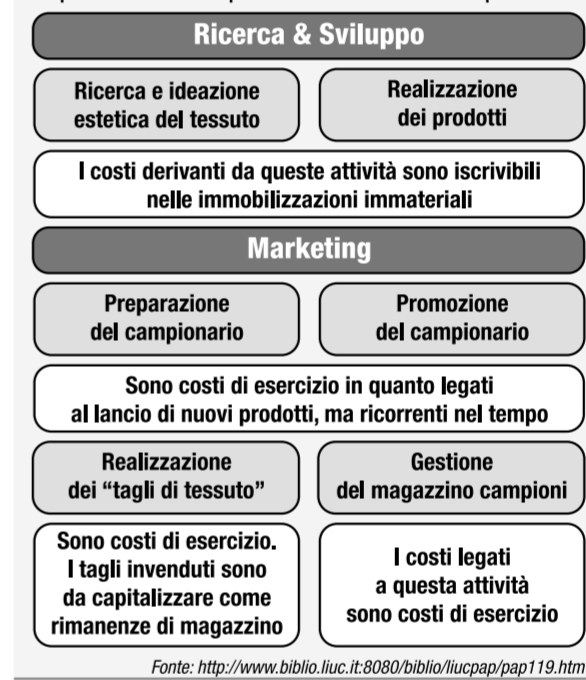 Ricerca & Sviluppo
Ricerca e ideazione
estetica del tessuto
Realizzazione
dei prodotti
I costi derivanti da queste attività sono iscrivibili
nelle immobilizzazioni immateriali
Marketing
Preparazione
del campionario
Promozione
del campionario
Sono costi di esercizio in quanto legati
al lancio di nuovi prodotti, ma ricorrenti nel tempo
Realizzazione
dei “tagli di tessuto”
Gestione
del magazzino campioni
Sono costi di esercizio.
I tagli invenduti sono
da capitalizzare come
rimanenze di magazzino
I costi legati
a questa attività
sono costi di esercizio
Fonte: http://www.biblio.liuc.it:8080/biblio/liucpap/pap119.htm